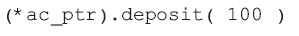 (*ac_ptr).deposit( 100 )